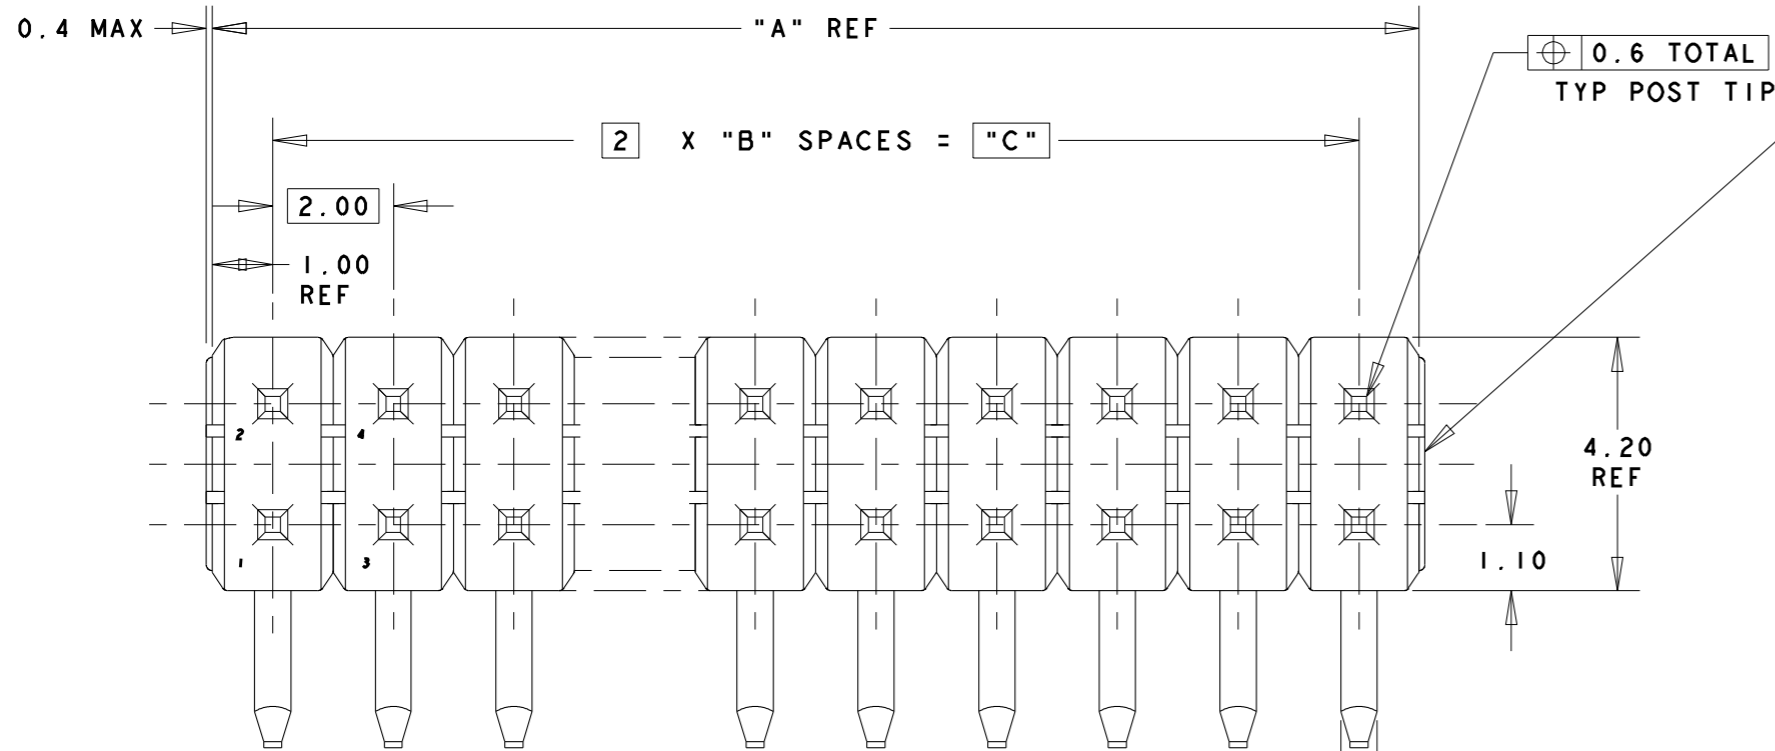 0.4 MAX
"A" REF
0.6 TOTAL
TYP POST TIP
2 X "B" SPACES = "C"
2.00
1.00
REF
2 4
4.20
REF
1 3
1.10